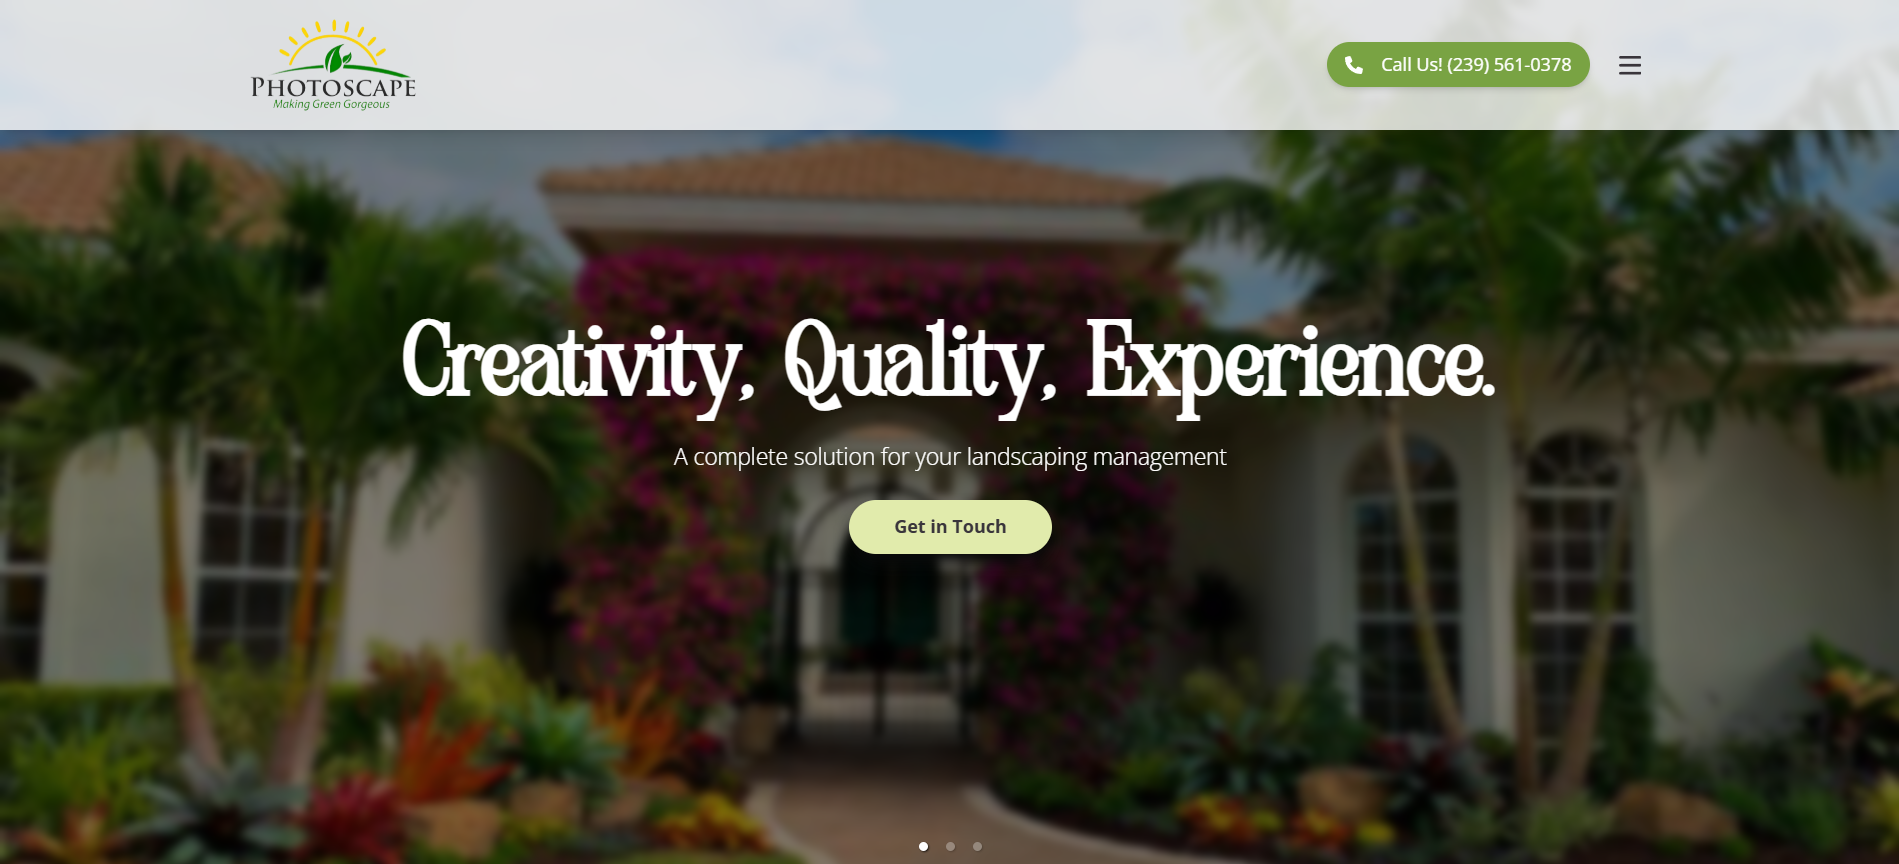 PHOTOSCAPE
Making Green Gorgeous
Call Us! (239) 561-0378
Creativity, Quality, Experience.
A complete solution for your landscaping management
Get in Touch